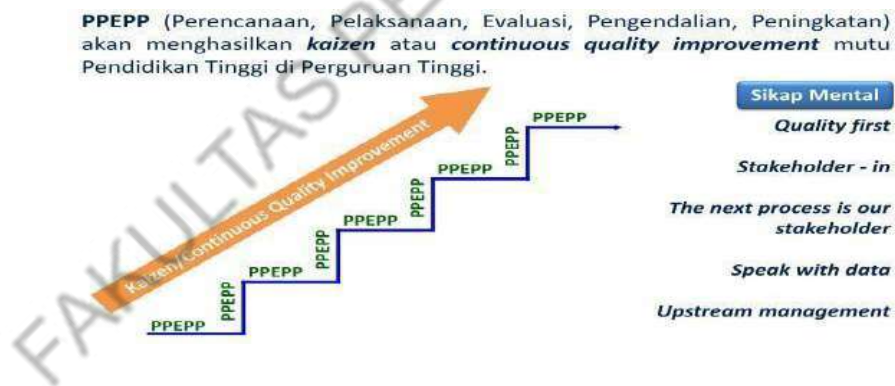 PPEPP (Perencanaan, Pelaksanaan, Evaluasi, Pengendalian, Peningkatan)
akan menghasilkan kaizen atau continuous quality improvement mutu
Pendidikan Tinggi di Perguruan Tinggi.
Sikap Mental
Quality first
Stakeholder - in
The next process is our
stakeholder
Speak with data
Upstream management
Kaizen/Continuous Quality Improvement
PPEPP
PPEPP
PPEPP
PPEPP
PPEPP
PPEPP
PPEPP
PPEPP
PPEPP
FAKULTAS PE